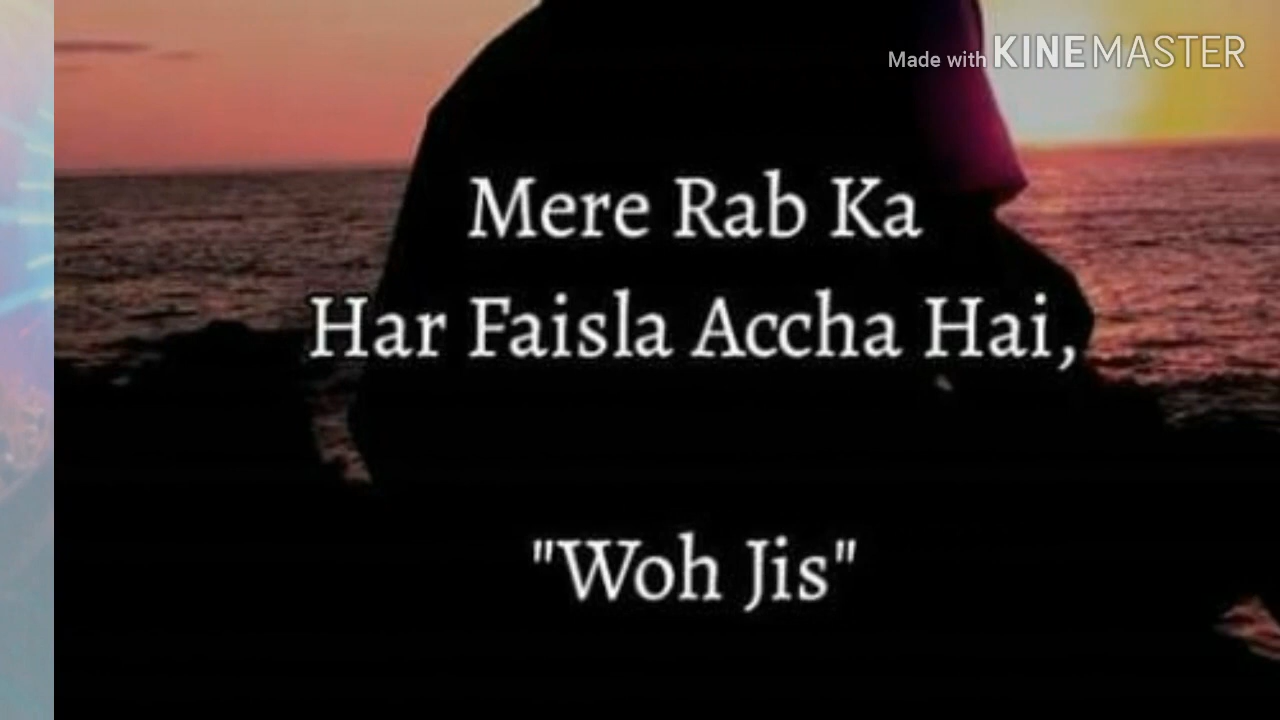 Made with KINEMASTER
Mere Rab Ka
Har Faisla Accha Hai,
"Woh Jis"